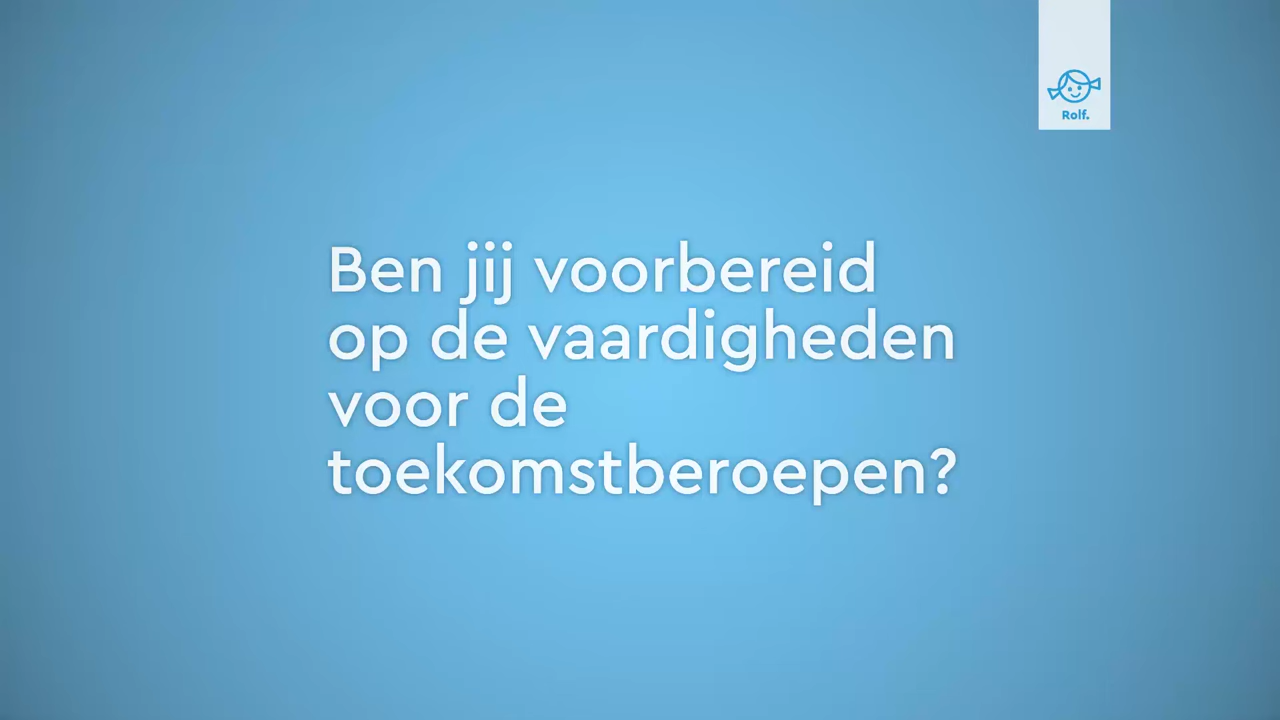 Rolf.
Ben jij voorbereid
op de vaardigheden
voor de
toekomstberoepen?